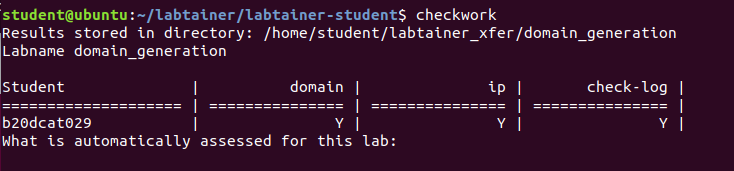 student@ubuntu:~/labtainer/labtainer-student$ checkwork
Results stored in directory: /home/student/labtainer_xfer/domain_generation
Labname domain_generation
Student | domain | ip | check-log |
==================== | =============== | =============== | =============== |
b20dcat029 | Y | Y | Y |
What is automatically assessed for this lab: